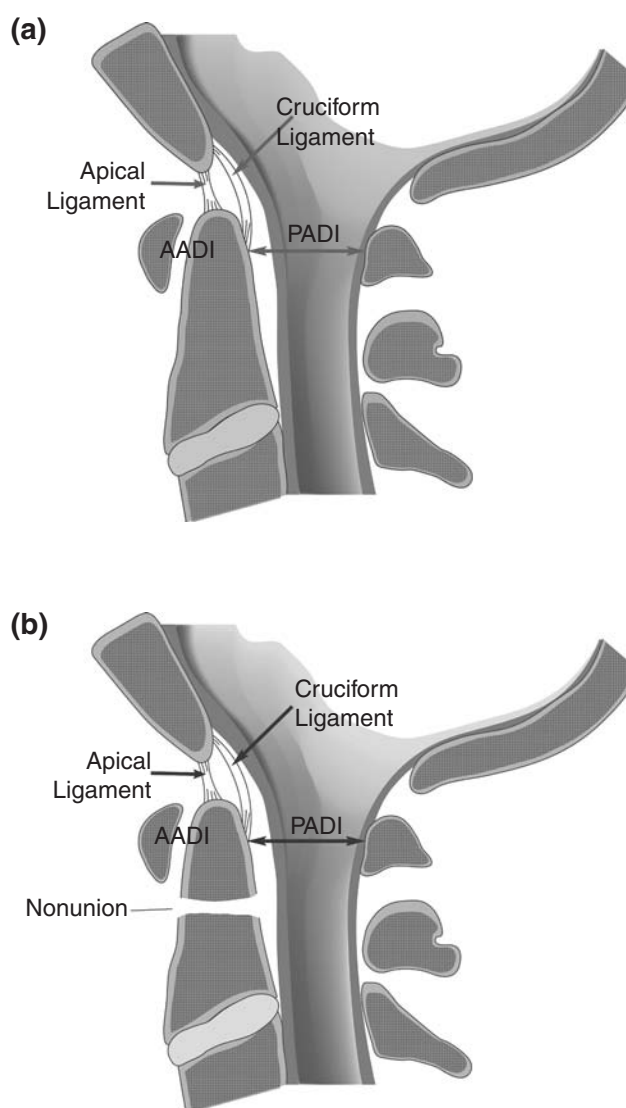 (a)
Cruciform
Ligament
Apical
Ligament
AADI
PADI
(b)
Cruciform
Ligament
Apical
Ligament
AADI
PADI
Nonunion